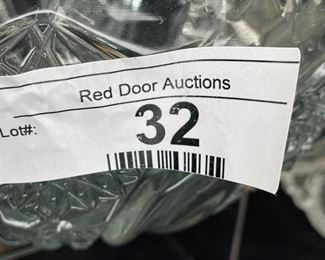 Red Door Auctions
Lot#: 32